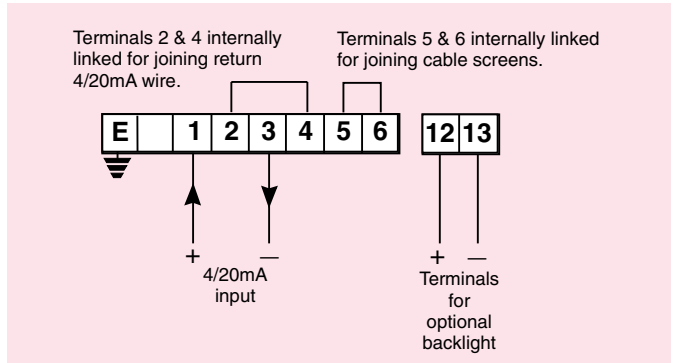 Terminals 2 & 4 internally
linked for joining return
4/20mA wire.
Terminals 5 & 6 internally linked
for joining cable screens.
E 1 2 3 4 5 6 12 13
+ —
4/20mA
input
+ —
Terminals
for
optional
backlight